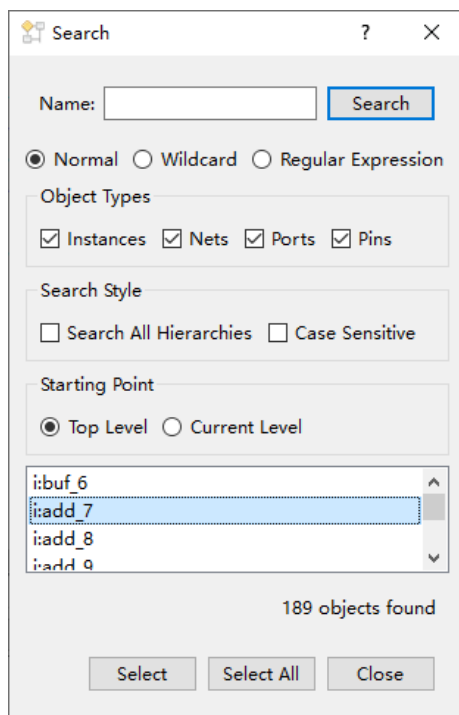 Search
Name: Search
Normal Wildcard Regular Expression
Object Types
Instances Nets Ports Pins
Search Style
Search All Hierarchies Case Sensitive
Starting Point
Top Level Current Level
i:buf_6
i:add_7
i:add_8
i:add_9
189 objects found
Select Select All Close